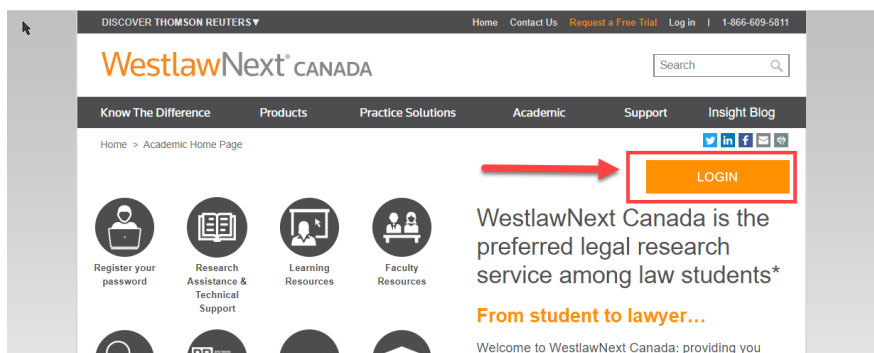 DISCOVER THOMSON REUTERS▼ Home Contact Us Request a Free Trial Log in | 1-866-609-5811
WestlawNext® CANADA
Search
Know The Difference Products Practice Solutions Academic Support Insight Blog
Home > Academic Home Page
LOGIN
Register your
password
Research
Assistance &
Technical
Support
Learning
Resources
Faculty
Resources
WestlawNext Canada is the
preferred legal research
service among law students*
From student to lawyer…
Welcome to WestlawNext Canada: providing you